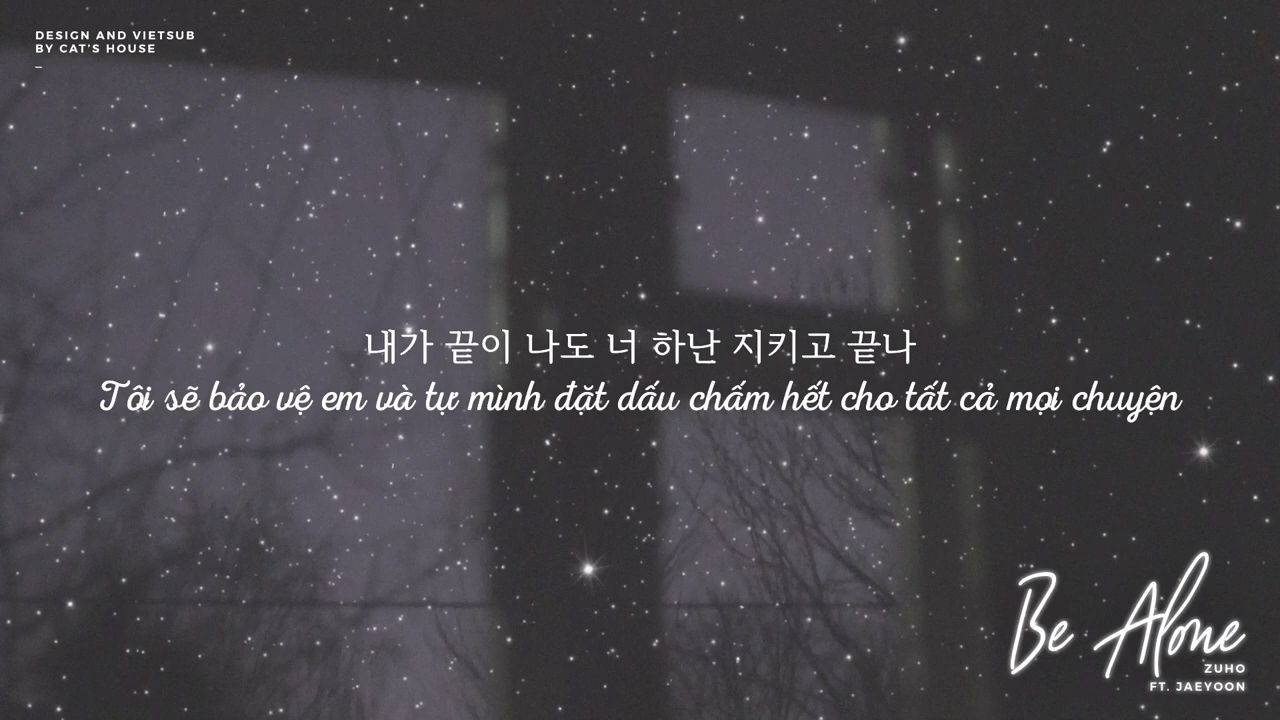 DESIGN AND VIETSUB
BY CAT'S HOUSE
–
내가 끝이 나도 너 하난 지키고 끝나
Tôi sẽ bảo vệ em và tự mình đặt dấu chấm hết cho tất cả mọi chuyện
Be Alone
ZUHO
FT. JAEYOON